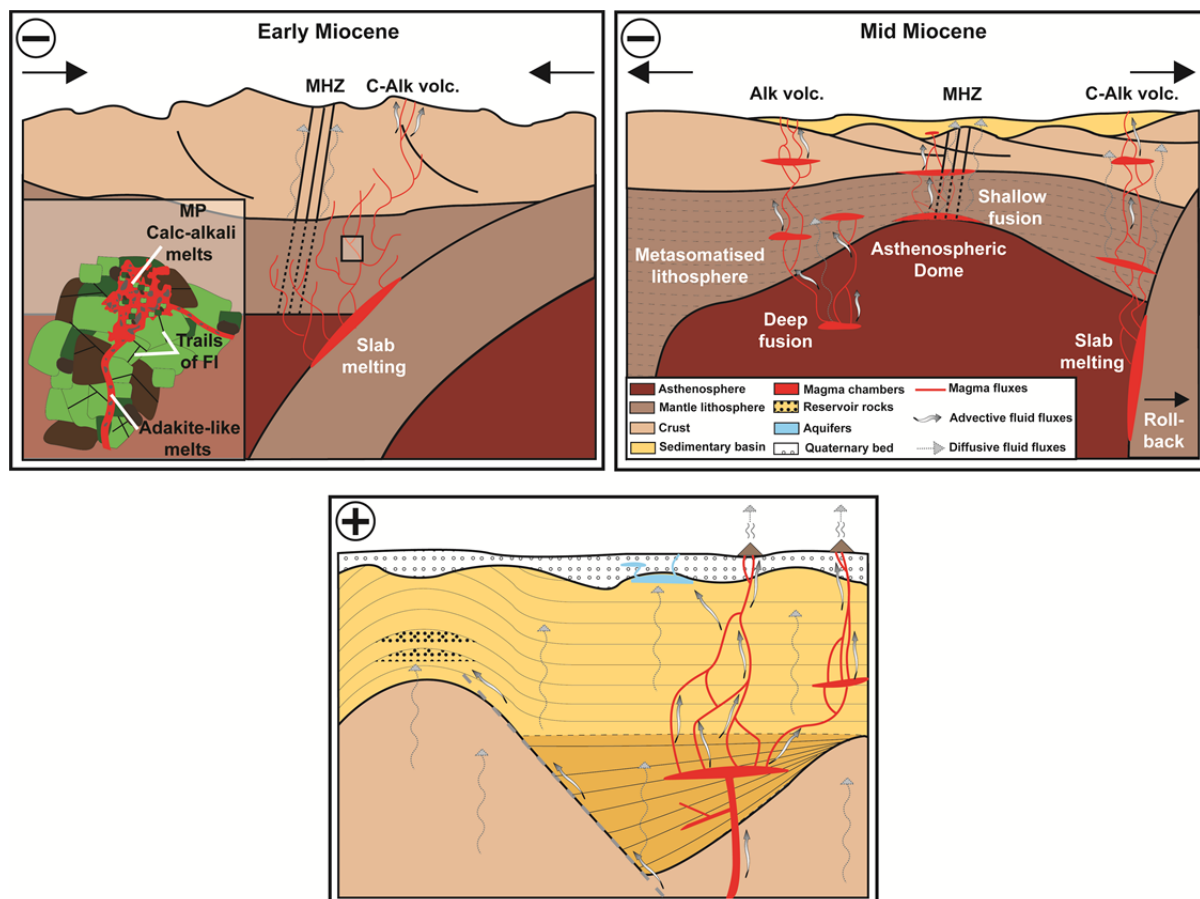 −
Early Miocene
MHZ
C-Alk volc.
MP
Calc-alkali
melts
Trails
of FI
Adakite-like
melts
Slab
melting
−
Mid Miocene
Alk volc.
MHZ
C-Alk volc.
Shallow
fusion
Metasomatised
lithosphere
Asthenospheric
Dome
Deep
fusion
Slab
melting
Roll-
back
Asthenosphere
Mantle lithosphere
Crust
Sedimentary basin
Magma chambers
Reservoir rocks
Aquifers
Quaternary bed
Magma fluxes
Advective fluid fluxes
Diffusive fluid fluxes
+